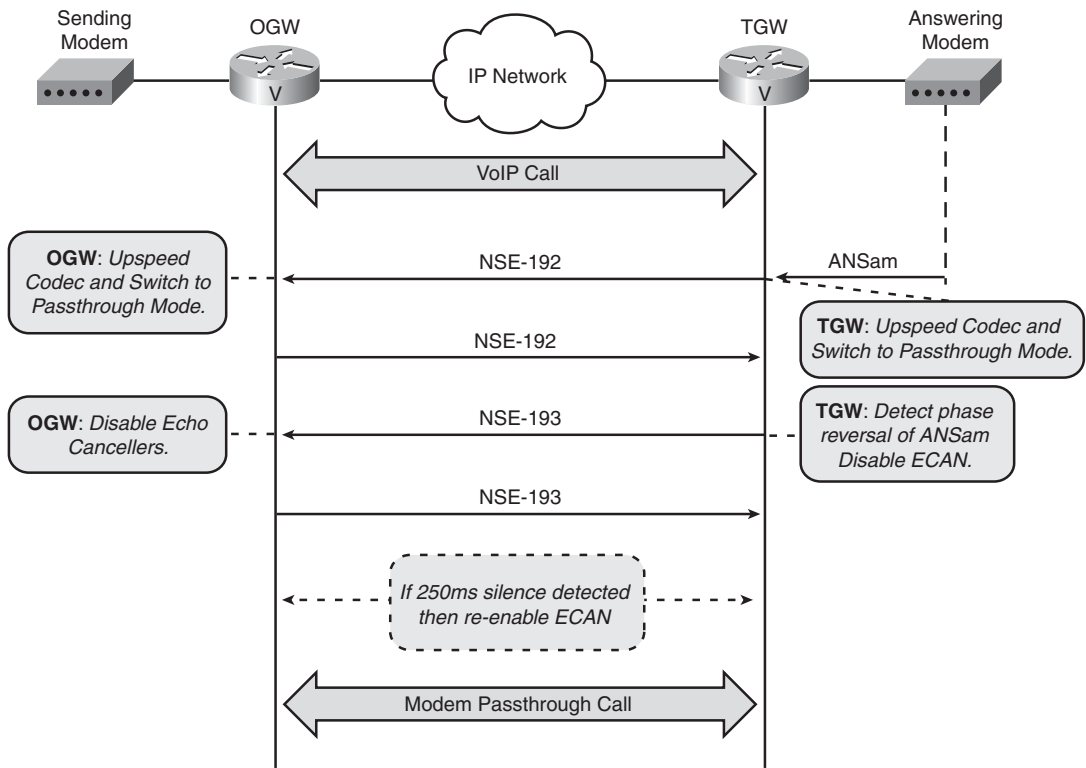 Sending
Modem
OGW
TGW
Answering
Modem
V
IP Network
V
VoIP Call
OGW: Upspeed
Codec and Switch to
Passthrough Mode.
NSE-192
ANSam
TGW: Upspeed Codec and
Switch to Passthrough Mode.
NSE-192
OGW: Disable Echo
Cancellers.
NSE-193
TGW: Detect phase
reversal of ANSam
Disable ECAN.
NSE-193
If 250ms silence detected
then re-enable ECAN
Modem Passthrough Call